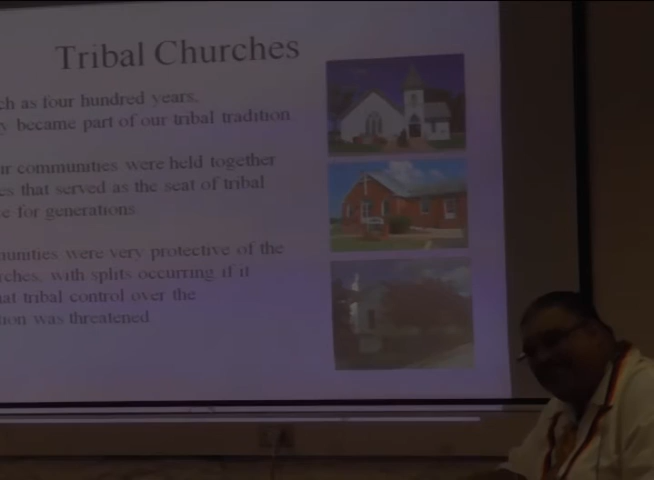 Tribal Churches
ch as four hundred years,
y became part of our tribal tradition
ur communities were held together
es that served as the seat of tribal
e for generations
nunities were very protective of the
rches, with splits occurring if it
at tribal control over the
ion was threatened.